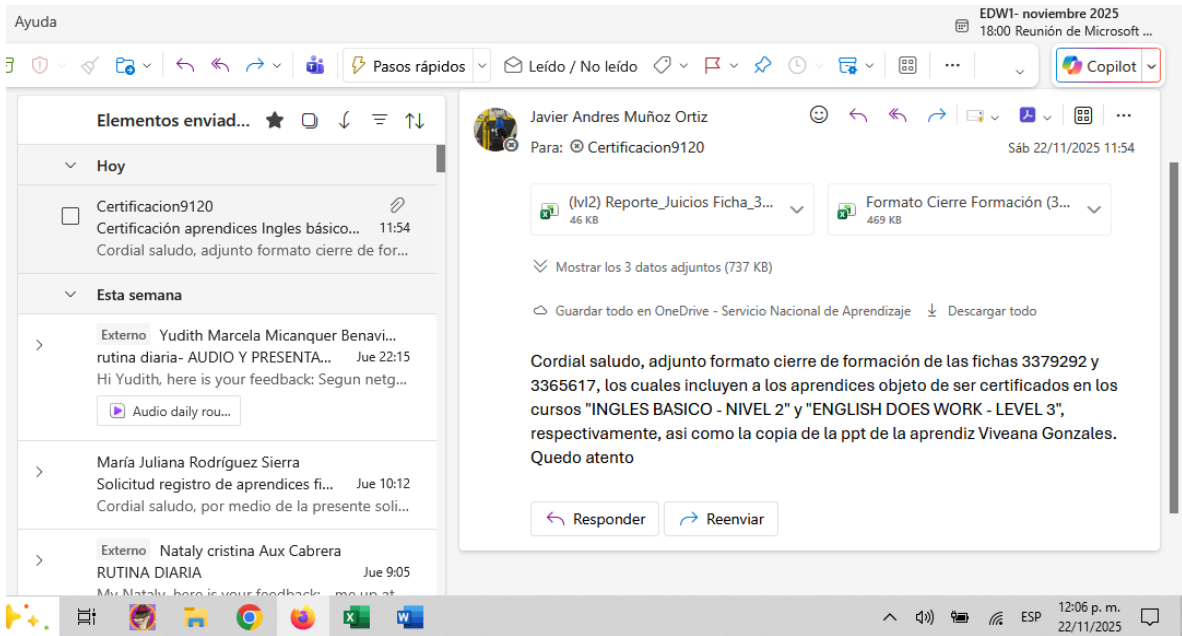 Ayuda
EDW1- noviembre 2025
18:00 Reunión de Microsoft ...
Pasos rápidos
Leído / No leído
Copilot
Elementos enviad...
Hoy
Certificacion9120
Certificación aprendices Ingles básico... 11:54
Cordial saludo, adjunto formato cierre de for...
Esta semana
Externo Yudith Marcela Micanquer Benavi...
rutina diaria- AUDIO Y PRESENTA... Jue 22:15
Hi Yudith, here is your feedback: Segun netg...
Audio daily rou...
María Juliana Rodríguez Sierra
Solicitud registro de aprendices fi... Jue 10:12
Cordial saludo, por medio de la presente soli...
Externo Nataly cristina Aux Cabrera
RUTINA DIARIA Jue 9:05
My Nataly, here is your feedback: me up at
Javier Andres Muñoz Ortiz
Para: Certificacion9120
Sáb 22/11/2025 11:54
(lvl2) Reporte_Juicios Ficha_3...
46 KB
Formato Cierre Formación (3...
469 KB
Mostrar los 3 datos adjuntos (737 KB)
Guardar todo en OneDrive - Servicio Nacional de Aprendizaje Descargar todo
Cordial saludo, adjunto formato cierre de formación de las fichas 3379292 y
3365617, los cuales incluyen a los aprendices objeto de ser certificados en los
cursos "INGLES BASICO - NIVEL 2" y "ENGLISH DOES WORK - LEVEL 3",
respectivamente, asi como la copia de la ppt de la aprendiz Viveana Gonzales.
Quedo atento
Responder
Reenviar
ESP
12:06 p. m.
22/11/2025